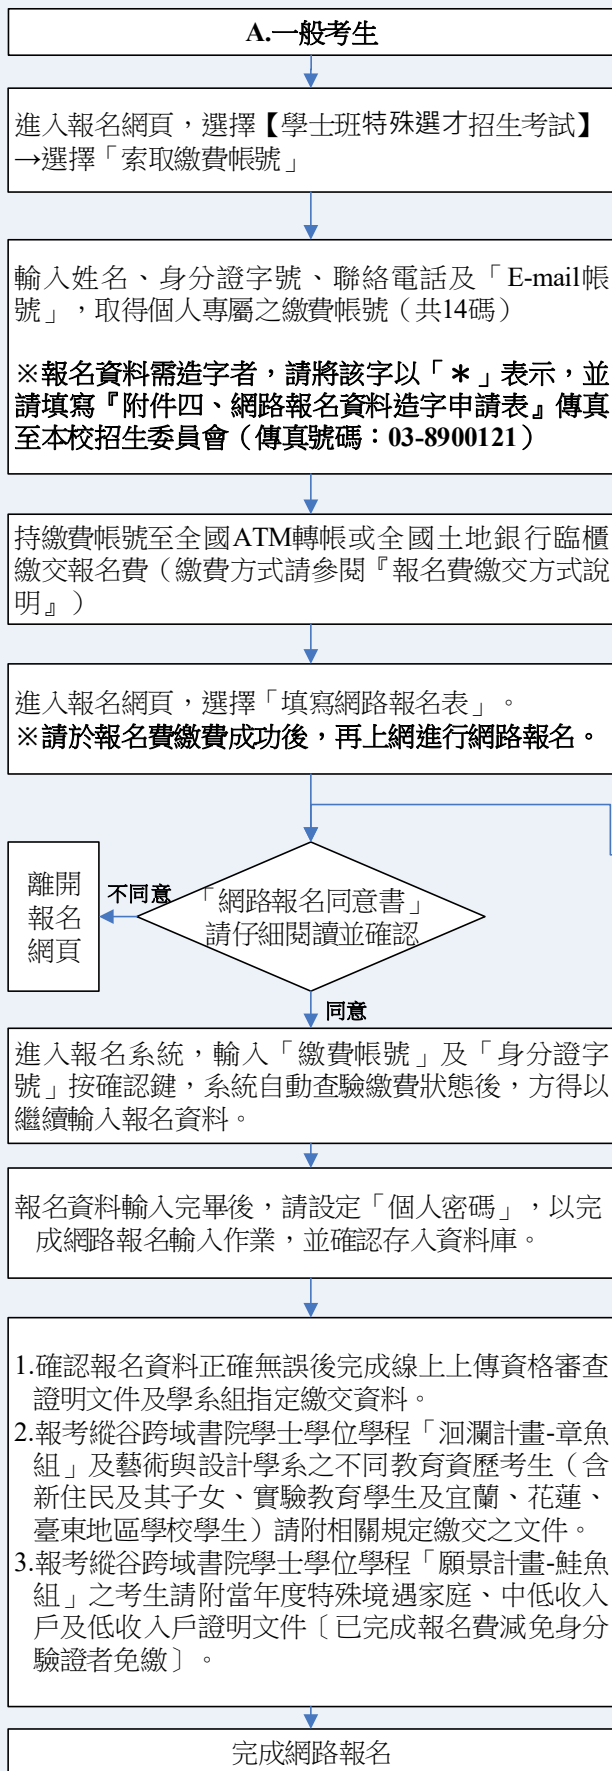 A.一般考生
進入報名網頁，選擇【學士班特殊選才招生考試】
→選擇「索取繳費帳號」
輸入姓名、身分證字號、聯絡電話及「E-mail帳
號」，取得個人專屬之繳費帳號（共14碼）
※報名資料需造字者，請將該字以「＊」表示，並
請填寫『附件四、網路報名資料造字申請表』傳真
至本校招生委員會（傳真號碼：03-8900121）
持繳費帳號至全國ATM轉帳或全國土地銀行臨櫃
繳交報名費（繳費方式請參閱『報名費繳交方式說
明』）
進入報名網頁，選擇「填寫網路報名表」。
※請於報名費繳費成功後，再上網進行網路報名。
離開
報名
網頁
不同意
「網路報名同意書」
請仔細閱讀並確認
同意
進入報名系統，輸入「繳費帳號」及「身分證字
號」按確認鍵，系統自動查驗繳費狀態後，方得以
繼續輸入報名資料。
報名資料輸入完畢後，請設定「個人密碼」，以完
成網路報名輸入作業，並確認存入資料庫。
1.確認報名資料正確無誤後完成線上上傳資格審查
證明文件及學系組指定繳交資料。
2.報考縱谷跨域書院學士學位學程「洄瀾計畫-章魚
組」及藝術與設計學系之不同教育資歷考生（含
新住民及其子女、實驗教育學生及宜蘭、花蓮、
臺東地區學校學生）請附相關規定繳交之文件。
3.報考縱谷跨域書院學士學位學程「願景計畫-鮭魚
組」之考生請附當年度特殊境遇家庭、中低收入
戶及低收入戶證明文件〔已完成報名費減免身分
驗證者免繳〕。
完成網路報名